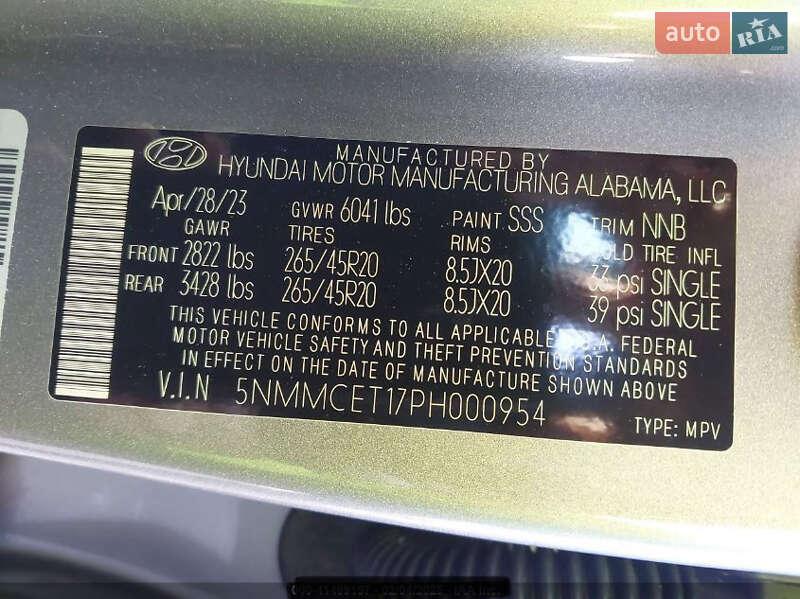 auto RIA
MANUFACTURED BY
HYUNDAI MOTOR MANUFACTURING ALABAMA, LLC
Apr/28/23 GVWR 6041 lbs PAINT SSS TRIM NNB
GAWR TIRES RIMS COLD TIRE INFL
FRONT 2822 lbs 265/45R20 8.5JX20 33 psi SINGLE
REAR 3428 lbs 265/45R20 8.5JX20 39 psi SINGLE
THIS VEHICLE CONFORMS TO ALL APPLICABLE U.S.A. FEDERAL
MOTOR VEHICLE SAFETY AND THEFT PREVENTION STANDARDS
IN EFFECT ON THE DATE OF MANUFACTURE SHOWN ABOVE
V.I.N 5NMMCET17PH000954
TYPE: MPV